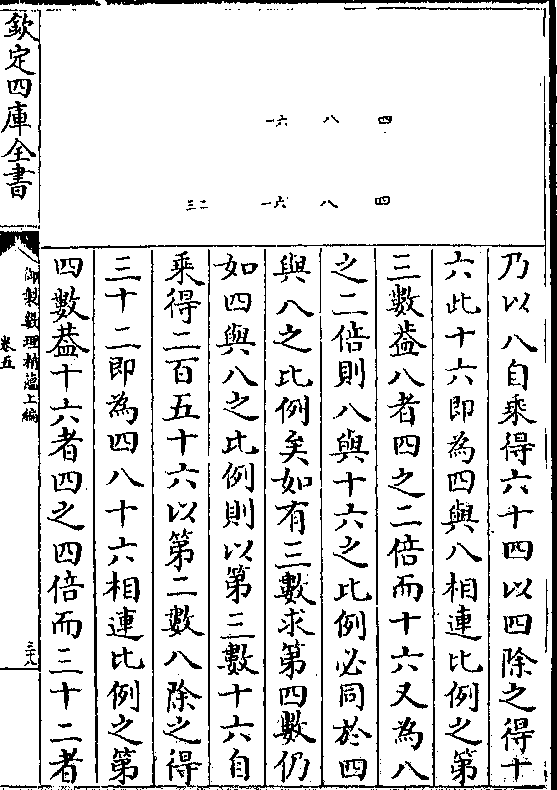 四 八 一六
四 八 一六 三二
乃以八自乘得六十四以四除之得十
六此十六即為四與八相連比例之第
三數葢八者四之二倍而十六又為八
之二倍則八與十六之比例必同於四
與八之比例矣如有三數求第四數仍
如四與八之比例則以第三數十六自
乘得二百五十六以第二數八除之得
三十二即為四八十六相連比例之第
四數葢十六者四之四倍而三十二者
欽定四庫全書
御製數理精蘊上編
卷五
三八